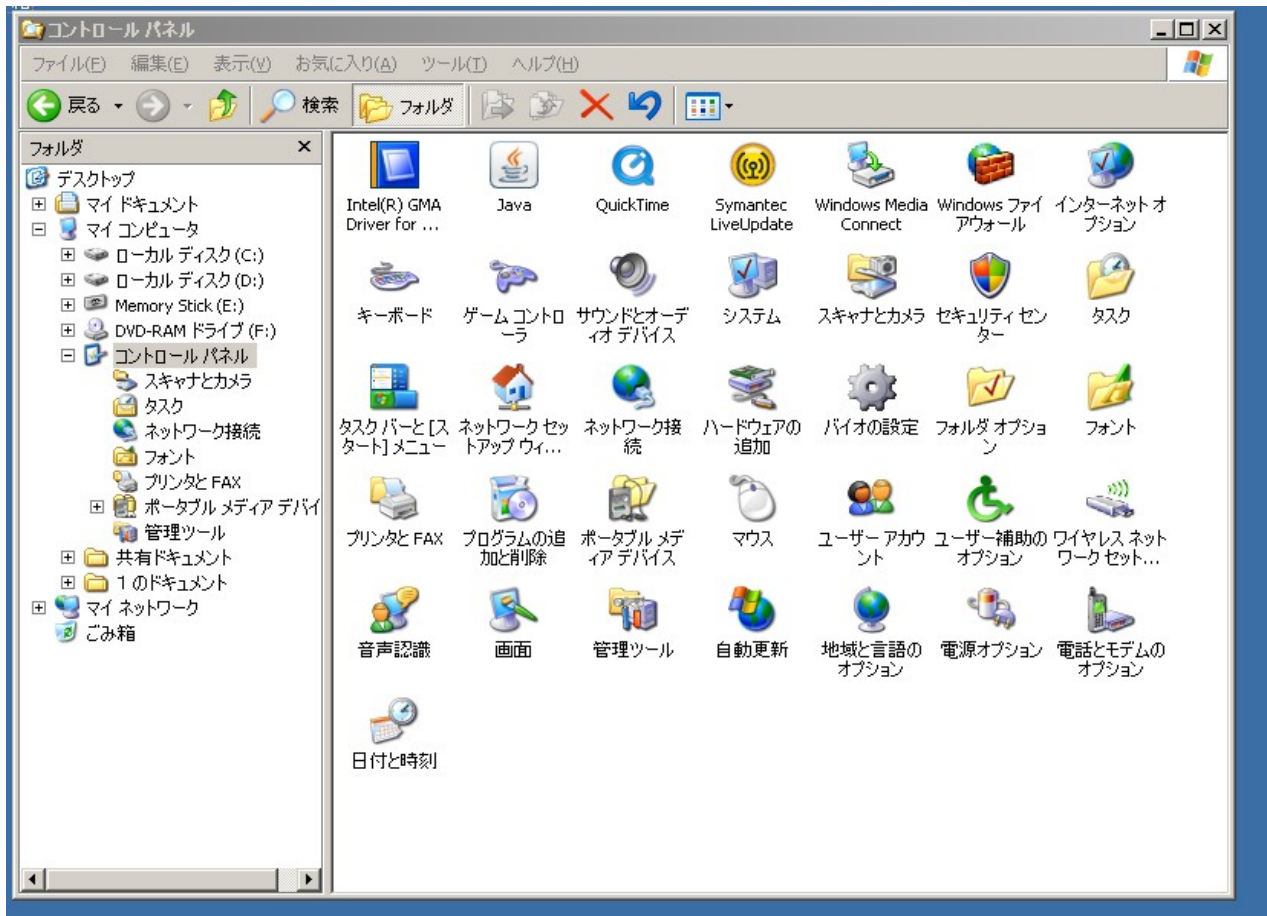 コントロール パネル
ファイル(F) 編集(E) 表示(V) お気に入り(A) ツール(T) ヘルプ(H)
戻る 検索 フォルダ
フォルダ
デスクトップ
マイ ドキュメント
マイ コンピュータ
ローカル ディスク (C:)
ローカル ディスク (D:)
Memory Stick (E:)
DVD-RAM ドライブ (F:)
コントロール パネル
スキャナとカメラ
タスク
ネットワーク接続
フォント
プリンタと FAX
ポータブル メディア デバイ
管理ツール
共有ドキュメント
1 のドキュメント
マイ ネットワーク
ごみ箱
Intel(R) GMA
Driver for ...
Java
QuickTime
Symantec
LiveUpdate
Windows Media
Connect
Windows ファイ
アウォール
インターネット オ
プション
キーボード
ゲーム コントロ
ーラ
サウンドとオーデ
ィオ デバイス
システム
スキャナとカメラ
セキュリティ セン
ター
タスク
タスク バーと [ス
タート] メニュー
ネットワーク セッ
トアップ ウィ...
ネットワーク接
続
ハードウェアの
追加
バイオの設定
フォルダ オプショ
ン
フォント
プリンタと FAX
プログラムの追
加と削除
ポータブル メデ
ィア デバイス
マウス
ユーザー アカウ
ント
ユーザー補助の
オプション
ワイヤレス ネット
ワーク セット...
音声認識
画面
管理ツール
自動更新
地域と言語の
オプション
電源オプション
電話とモデムの
オプション
日付と時刻